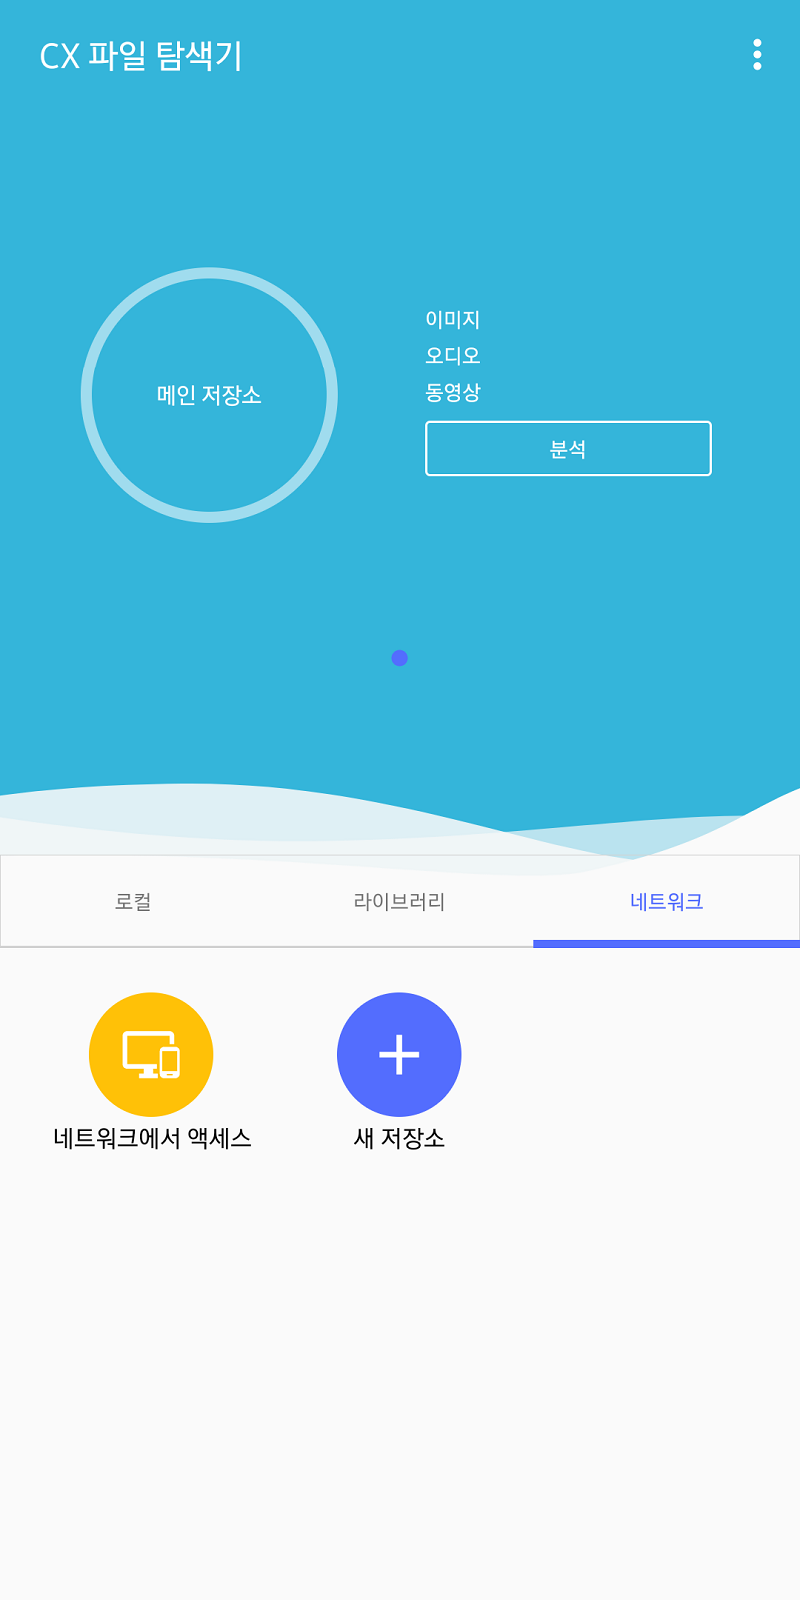 CX 파일 탐색기
메인 저장소
이미지
오디오
동영상
분석
로컬
라이브러리
네트워크
네트워크에서 액세스
새 저장소